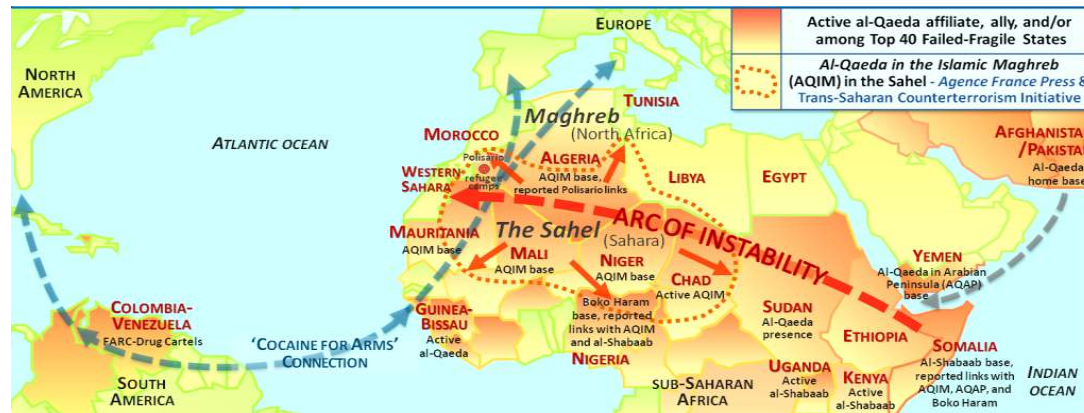 Active al-Qaeda affiliate, ally, and/or
among Top 40 Failed-Fragile States
Al-Qaeda in the Islamic Maghreb
(AQIM) in the Sahel - Agence France Press &
Trans-Saharan Counterterrorism Initiative
EUROPE
NORTH
AMERICA
ATLANTIC OCEAN
TUNISIA
Maghreb
(North Africa)
MOROCCO
Polisario
refugee
camps
ALGERIA
AQIM base,
reported Polisario links
WESTERN
SAHARA
LIBYA
EGYPT
AFGHANISTAN
/PAKISTAN
Al-Qaeda
home base
ARC OF INSTABILITY
MAURITANIA
AQIM base
The Sahel
(Sahara)
MALI
AQIM base
NIGER
AQIM base
CHAD
Active AQIM
YEMEN
Al-Qaeda in Arabian
Peninsula (AQAP)
base
COLOMBIA-
VENEZUELA
FARC-Drug Cartels
'COCAINE FOR ARMS'
CONNECTION
GUINEA-
BISSAU
Active
al-Qaeda
Boko Haram
base, reported
links with AQIM
and al-Shabaab
NIGERIA
SUDAN
Al-Qaeda
presence
ETHIOPIA
SOMALIA
Al-Shabaab base,
reported links with
AQIM, AQAP, and
Boko Haram
INDIAN
OCEAN
UGANDA
Active
al-Shabaab
KENYA
Active
al-Shabaab
SOUTH
AMERICA
SUB-SAHARAN
AFRICA